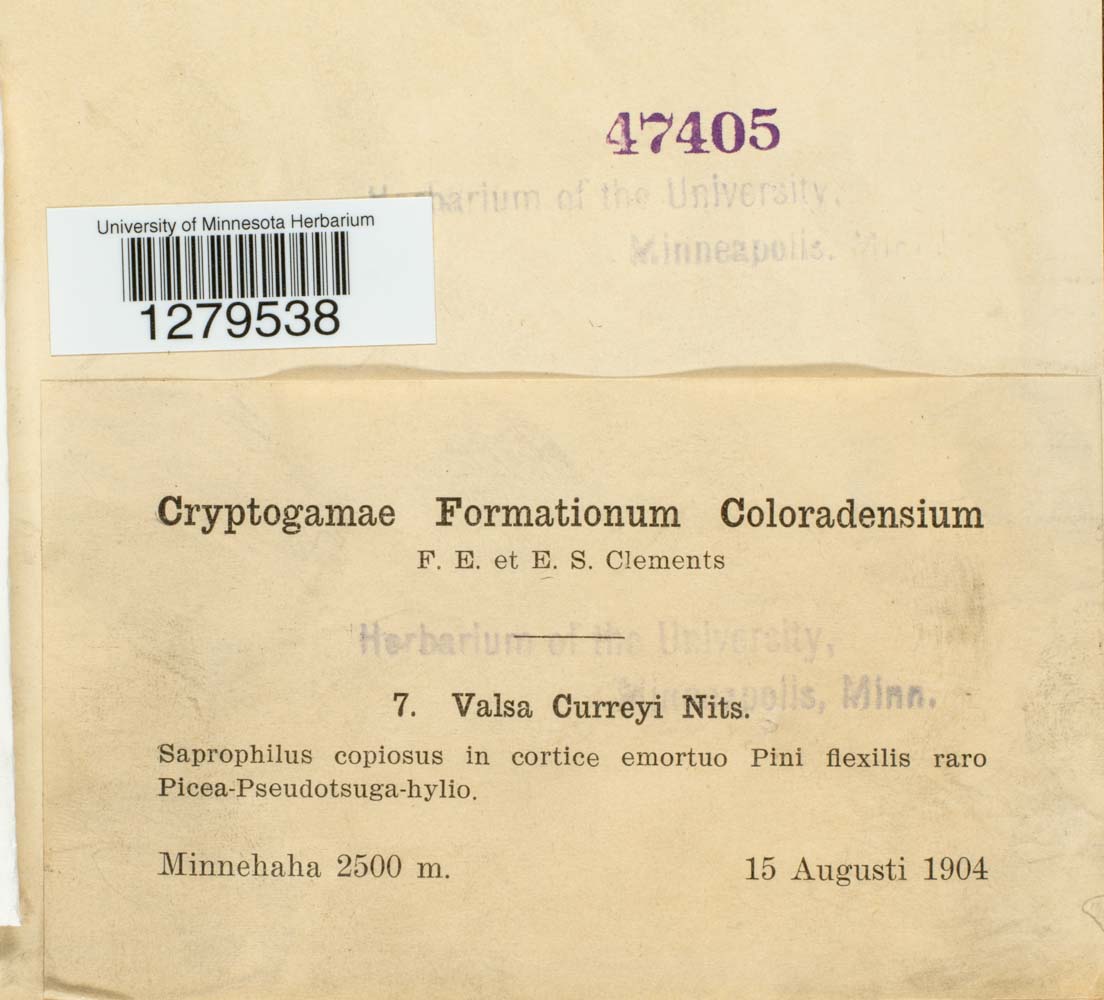 47405
Herbarium of the University,
Minneapolis, Minn.
University of Minnesota Herbarium
1279538
Cryptogamae Formationum Coloradensium
F. E. et E. S. Clements
Herbarium of the University,
Minneapolis, Minn.
7. Valsa Curreyi Nits.
Saprophilus copiosus in cortice emortuo Pini flexilis raro
Picea-Pseudotsuga-hylio.
Minnehaha 2500 m. 15 Augusti 1904